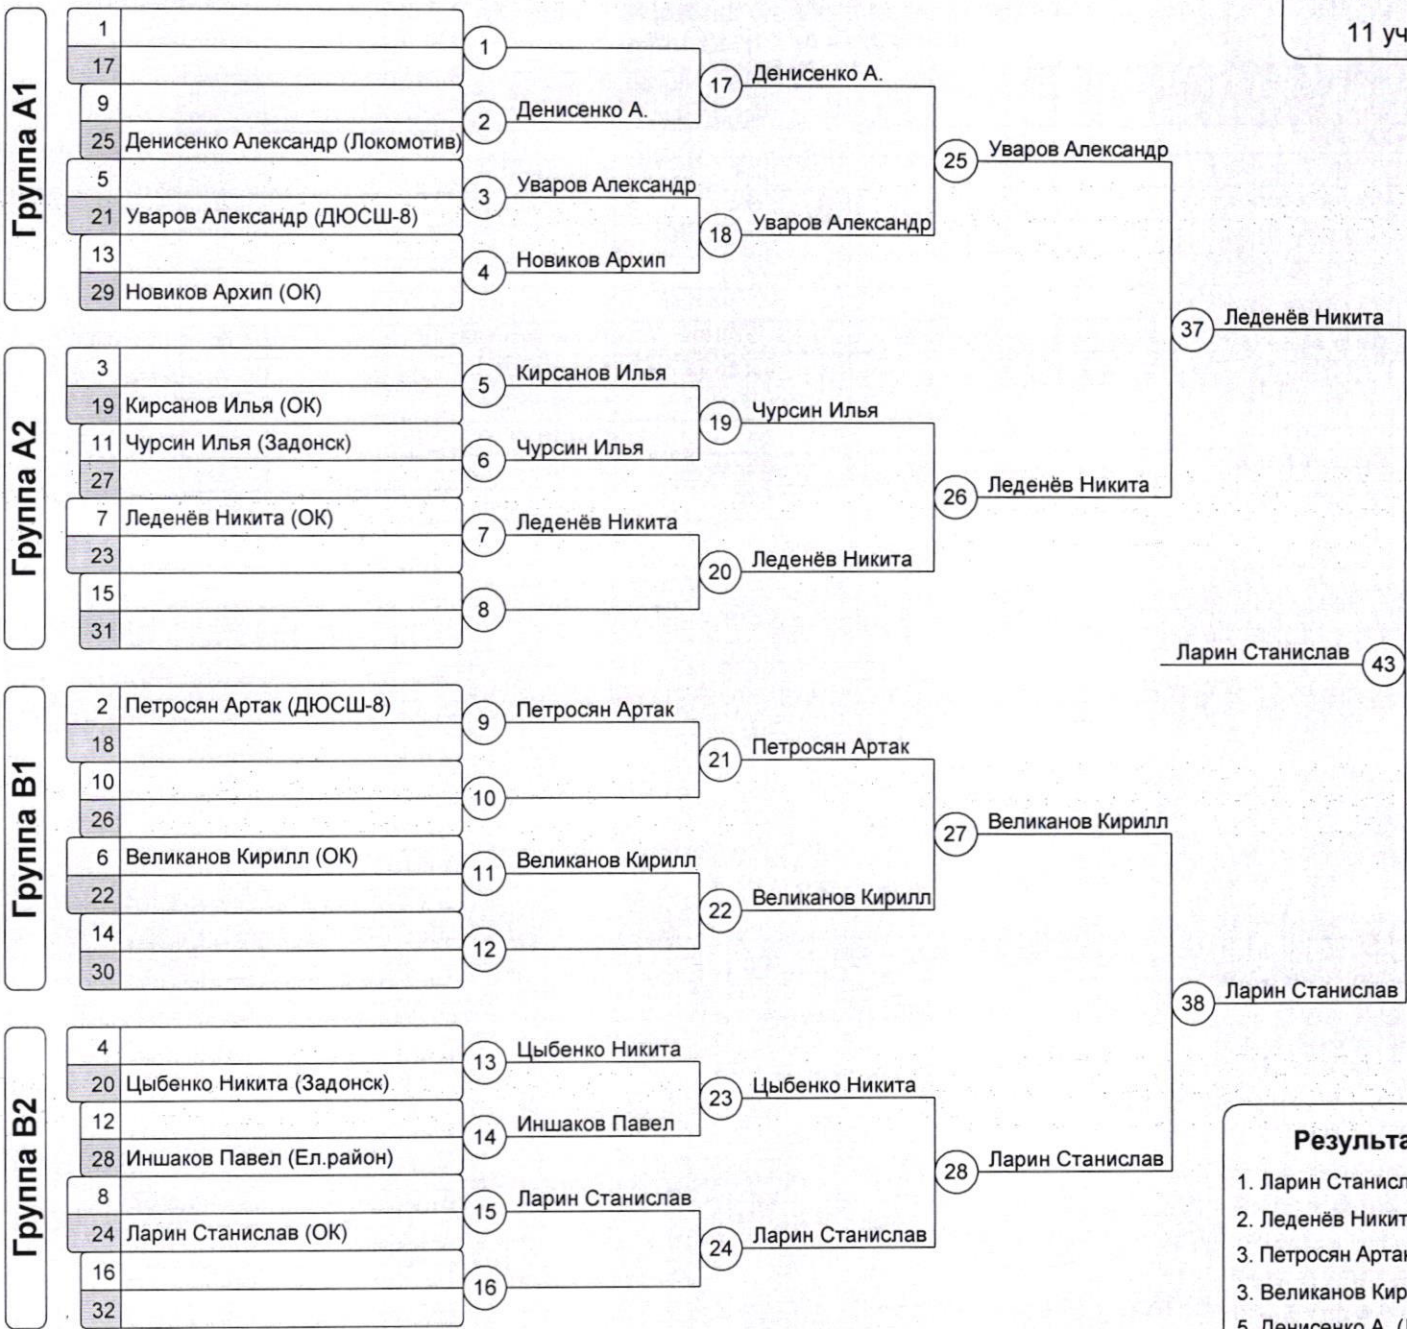 11 уч
Группа А1
1
17
9
25 Денисенко Александр (Локомотив)
5
21 Уваров Александр (ДЮСШ-8)
13
29 Новиков Архип (ОК)
1
2 Денисенко А.
3 Уваров Александр
4 Новиков Архип
17 Денисенко А.
18 Уваров Александр
25 Уваров Александр
Группа А2
3
19 Кирсанов Илья (ОК)
11 Чурсин Илья (Задонск)
27
7 Леденёв Никита (ОК)
23
15
31
5 Кирсанов Илья
6 Чурсин Илья
7 Леденёв Никита
8
19 Чурсин Илья
20 Леденёв Никита
26 Леденёв Никита
37 Леденёв Никита
Ларин Станислав 43
Группа В1
2 Петросян Артак (ДЮСШ-8)
18
10
26
6 Великанов Кирилл (ОК)
22
14
30
9 Петросян Артак
10
11 Великанов Кирилл
12
21 Петросян Артак
22 Великанов Кирилл
27 Великанов Кирилл
38 Ларин Станислав
Группа В2
4
20 Цыбенко Никита (Задонск)
12
28 Иншаков Павел (Ел.район)
8
24 Ларин Станислав (ОК)
16
32
13 Цыбенко Никита
14 Иншаков Павел
15 Ларин Станислав
16
23 Цыбенко Никита
24 Ларин Станислав
28 Ларин Станислав
Результа
1. Ларин Станисл
2. Леденёв Никит
3. Петросян Артак
3. Великанов Кир
5. Денисенко А.